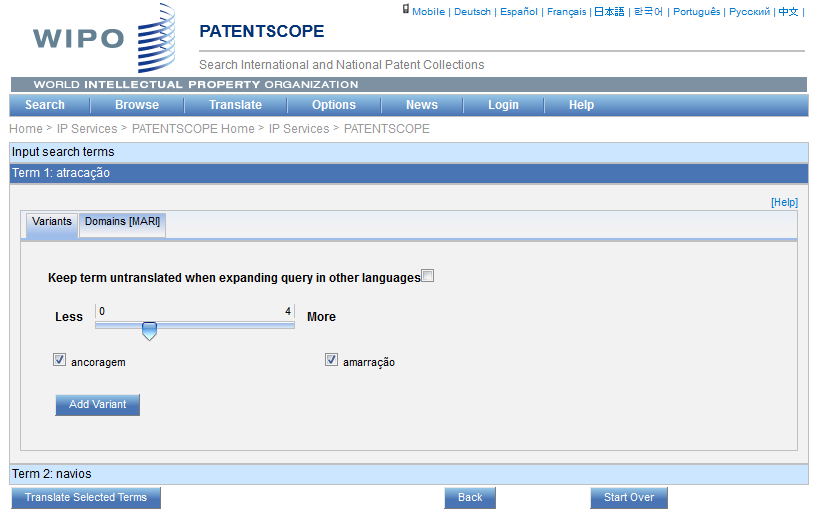 Mobile | Deutsch | Español | Français | 日本語 | 한국어 | Português | Русский | 中文 |
WIPO
PATENTSCOPE
Search International and National Patent Collections
WORLD INTELLECTUAL PROPERTY ORGANIZATION
Search Browse Translate Options News Login Help
Home > IP Services > PATENTSCOPE Home > IP Services > PATENTSCOPE
Input search terms
Term 1: atracação
[Help]
Variants Domains [MARI]
Keep term untranslated when expanding query in other languages
0 4
Less More
ancoragem amarração
Add Variant
Term 2: navios
Translate Selected Terms Back Start Over